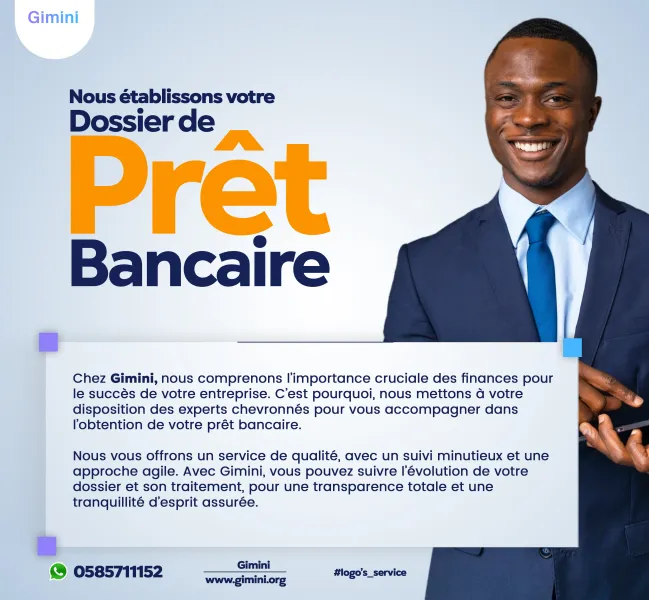 Gimini
Nous établissons votre
Dossier de
Prêt
Bancaire
Chez Gimini, nous comprenons l'importance cruciale des finances pour
le succès de votre entreprise. C'est pourquoi, nous mettons à votre
disposition des experts chevronnés pour vous accompagner dans
l'obtention de votre prêt bancaire.
Nous vous offrons un service de qualité, avec un suivi minutieux et une
approche agile. Avec Gimini, vous pouvez suivre l'évolution de votre
dossier et son traitement, pour une transparence totale et une
tranquillité d'esprit assurée.
0585711152
Gimini
www.gimini.org
#logo's_service